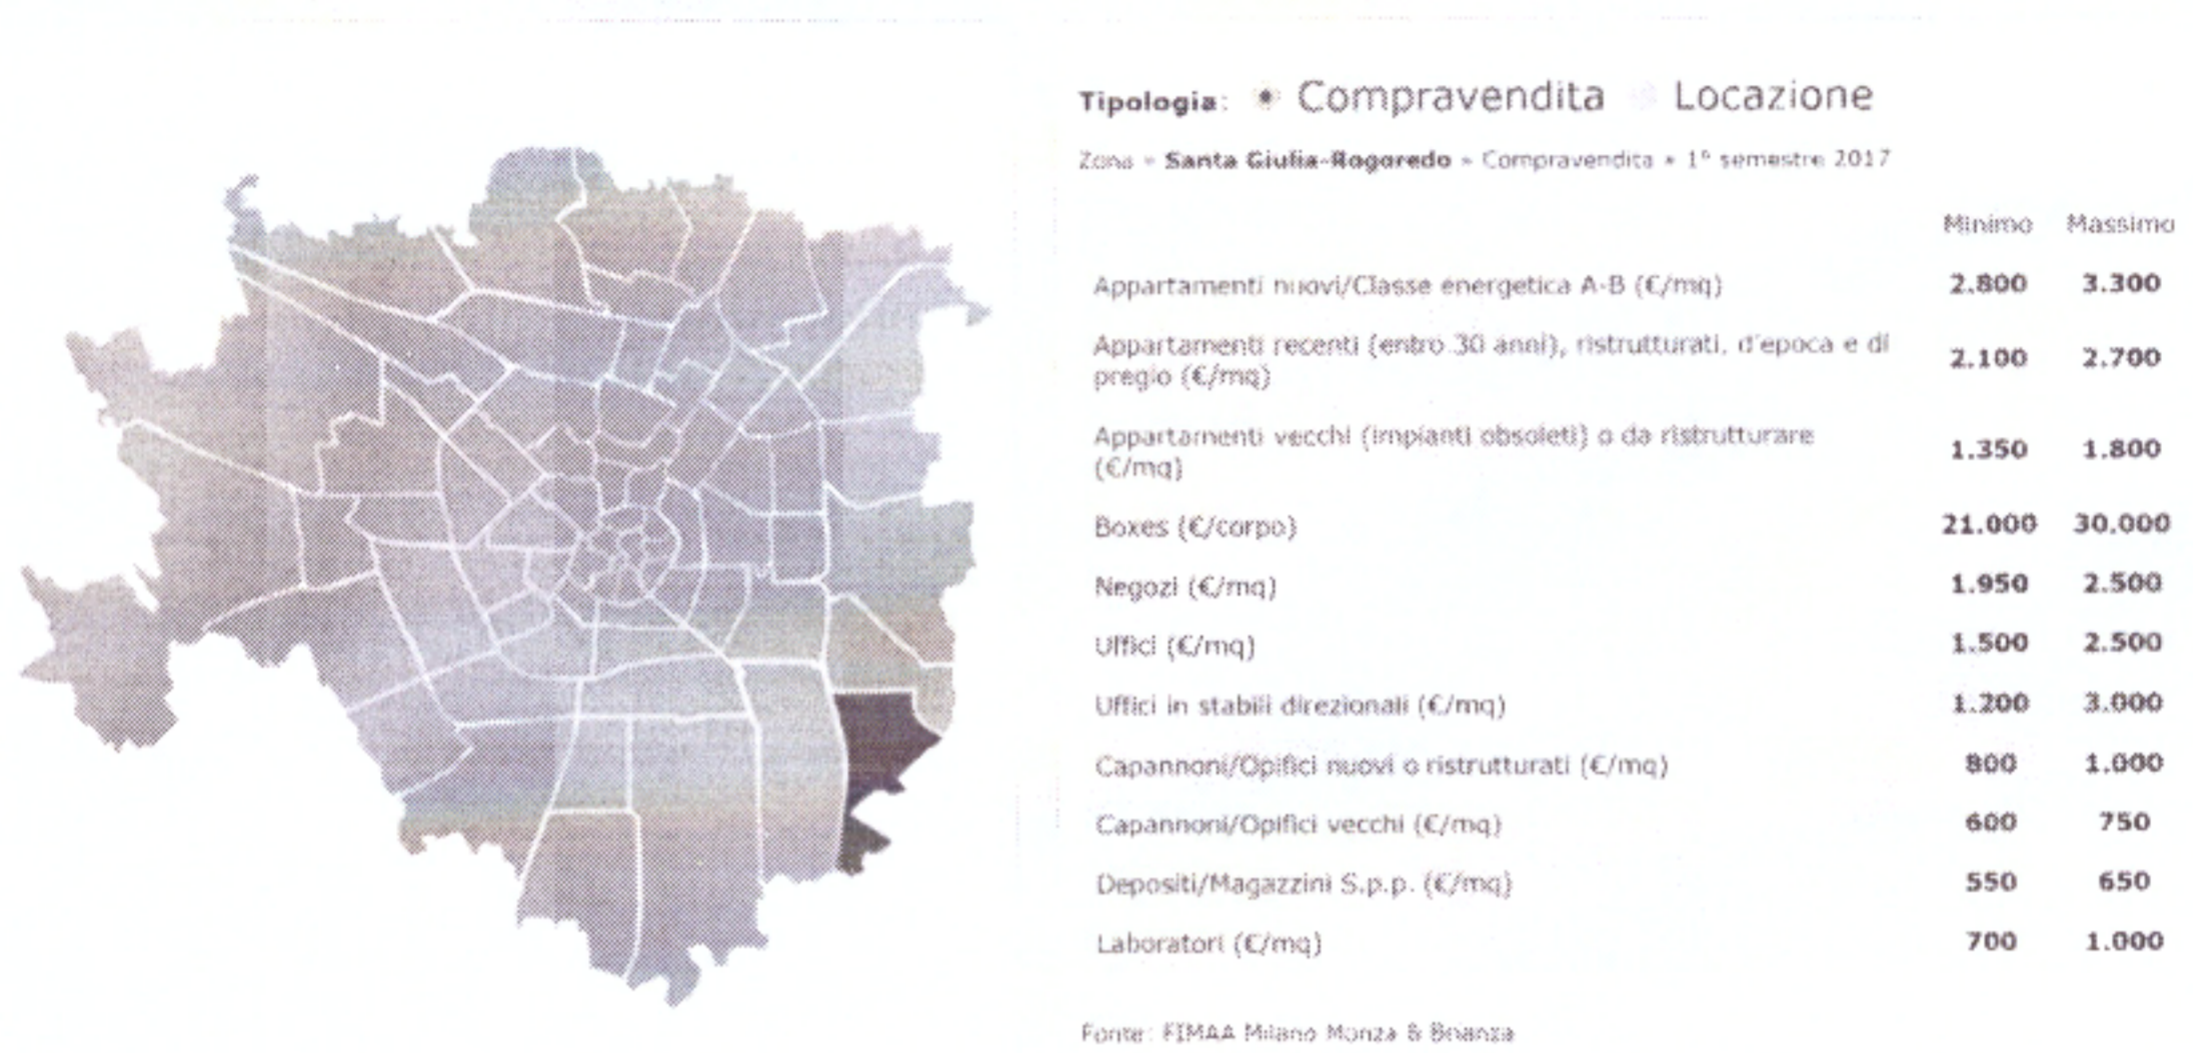 Tipologia: Compravendita Locazione
Zona » Santa Giulia-Rogoredo » Compravendita » 1° semestre 2017
Minimo Massimo
Appartamenti nuovi/Classe energetica A-B (€/mq) 2.800 3.300
Appartamenti recenti (entro 30 anni), ristrutturati, d'epoca e di
pregio (€/mq) 2.100 2.700
Appartamenti vecchi (impianti obsoleti) o da ristrutturare
(€/mq) 1.350 1.800
Boxes (€/corpo) 21.000 30.000
Negozi (€/mq) 1.950 2.500
Uffici (€/mq) 1.500 2.500
Uffici in stabili direzionali (€/mq) 1.200 3.000
Capannoni/Opifici nuovi o ristrutturati (€/mq) 800 1.000
Capannoni/Opifici vecchi (€/mq) 600 750
Depositi/Magazzini S.p.p. (€/mq) 550 650
Laboratori (€/mq) 700 1.000
Fonte: FIMAA Milano Monza & Brianza